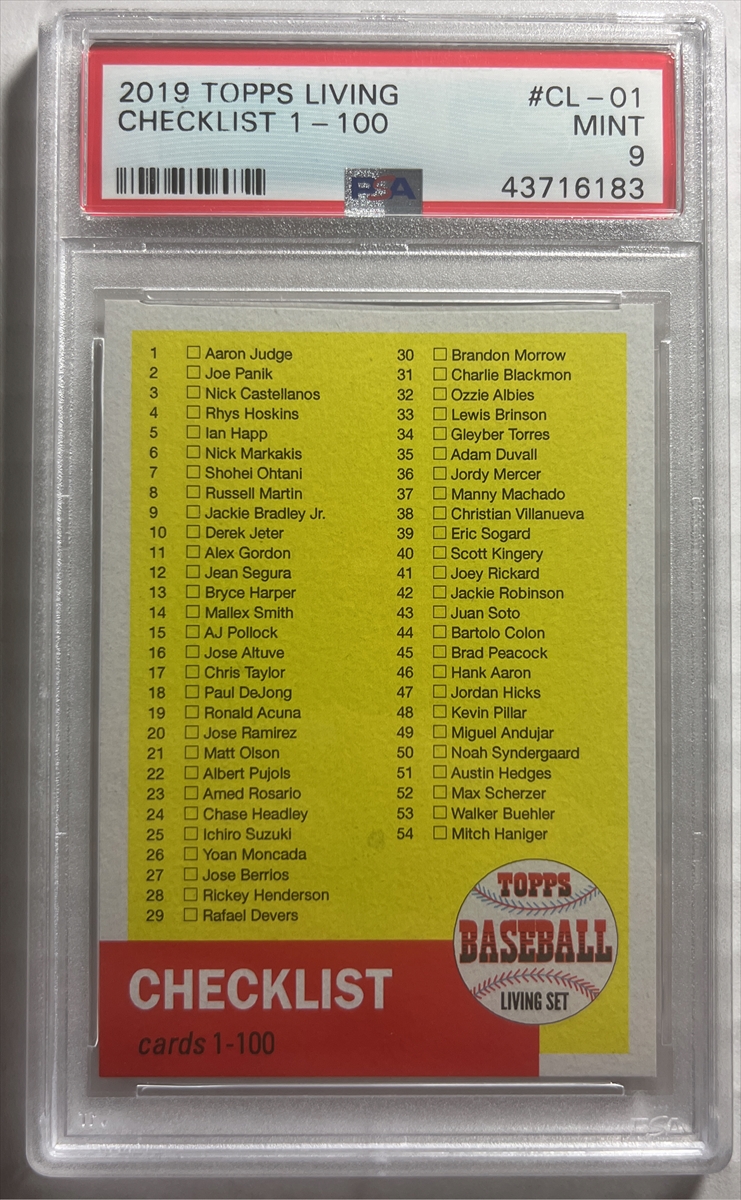 2019 TOPPS LIVING #CL-01
CHECKLIST 1-100 MINT
9
PSA 43716183
1 Aaron Judge
2 Joe Panik
3 Nick Castellanos
4 Rhys Hoskins
5 Ian Happ
6 Nick Markakis
7 Shohei Ohtani
8 Russell Martin
9 Jackie Bradley Jr.
10 Derek Jeter
11 Alex Gordon
12 Jean Segura
13 Bryce Harper
14 Mallex Smith
15 AJ Pollock
16 Jose Altuve
17 Chris Taylor
18 Paul DeJong
19 Ronald Acuna
20 Jose Ramirez
21 Matt Olson
22 Albert Pujols
23 Amed Rosario
24 Chase Headley
25 Ichiro Suzuki
26 Yoan Moncada
27 Jose Berrios
28 Rickey Henderson
29 Rafael Devers
30 Brandon Morrow
31 Charlie Blackmon
32 Ozzie Albies
33 Lewis Brinson
34 Gleyber Torres
35 Adam Duvall
36 Jordy Mercer
37 Manny Machado
38 Christian Villanueva
39 Eric Sogard
40 Scott Kingery
41 Joey Rickard
42 Jackie Robinson
43 Juan Soto
44 Bartolo Colon
45 Brad Peacock
46 Hank Aaron
47 Jordan Hicks
48 Kevin Pillar
49 Miguel Andujar
50 Noah Syndergaard
51 Austin Hedges
52 Max Scherzer
53 Walker Buehler
54 Mitch Haniger
TOPPS
BASEBALL
LIVING SET
CHECKLIST
cards 1-100